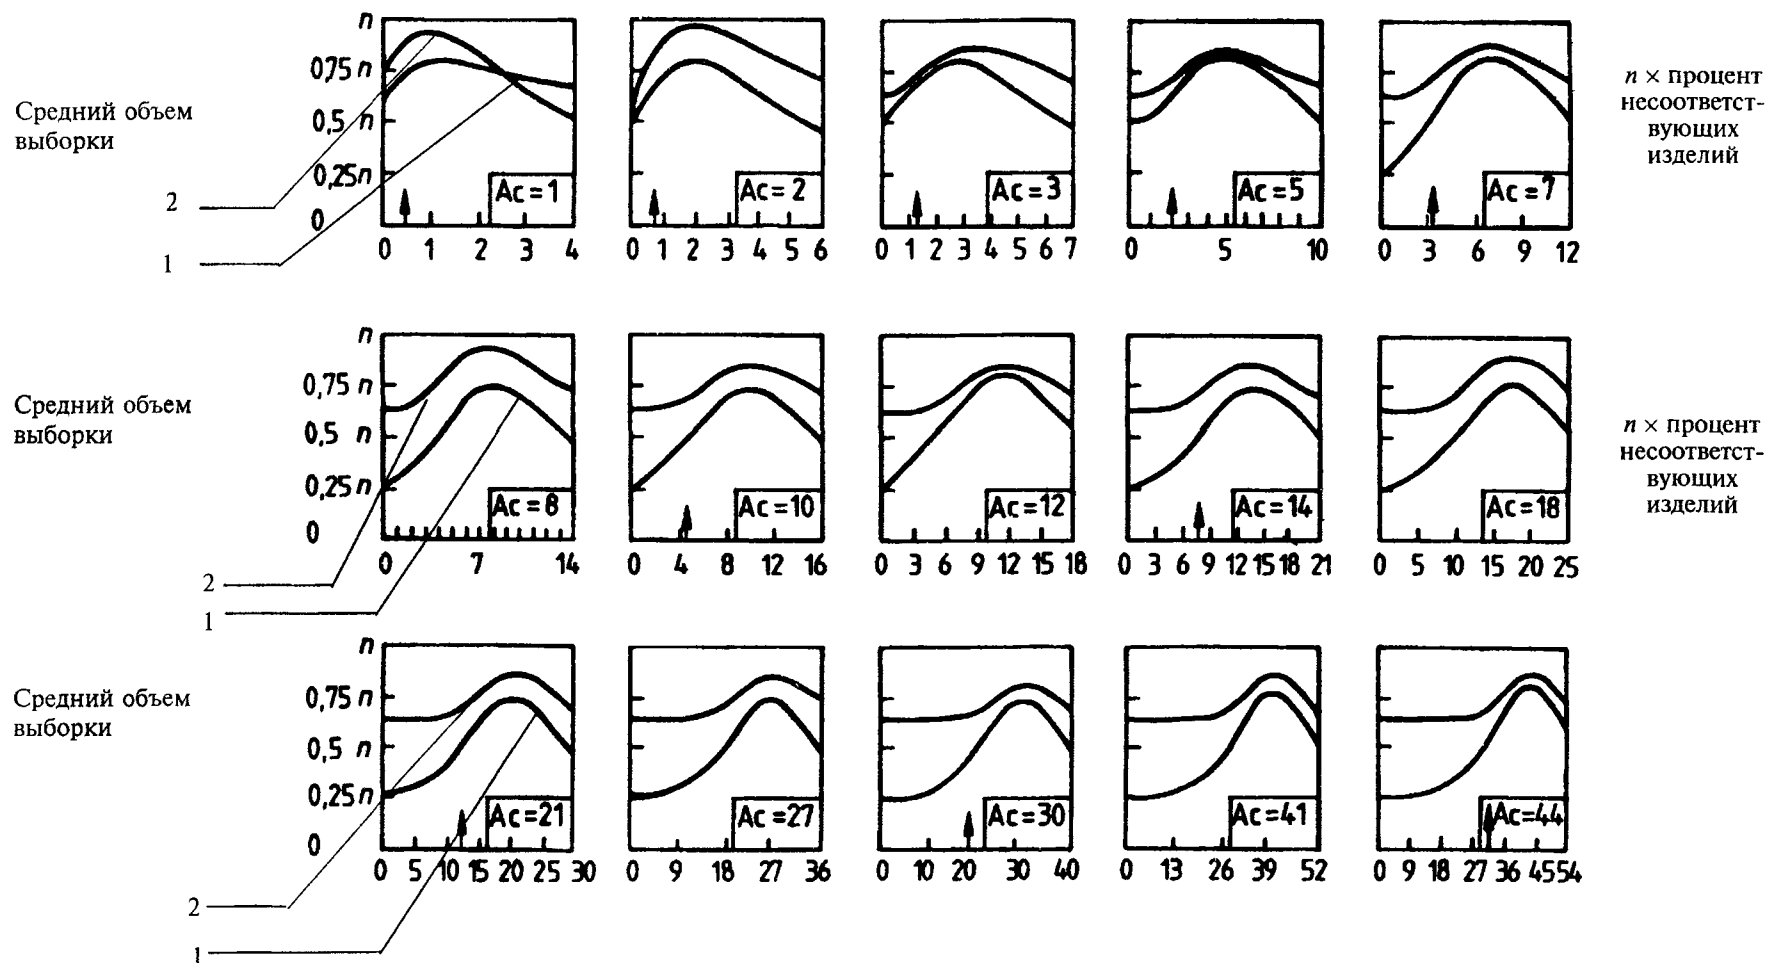 n
0,75 n
0,5 n
0,25n
0
Средний объем
выборки
2
1
Ac=1
0 1 2 3 4
Ac=2
0 1 2 3 4 5 6
Ac=3
0 1 2 3 4 5 6 7
Ac=5
0 5 10
Ac=7
0 3 6 9 12
n × процент
несоответст-
вующих
изделий
n
0,75 n
0,5 n
0,25 n
0
Средний объем
выборки
2
1
Ac=8
0 7 14
Ac=10
0 4 8 12 16
Ac=12
0 3 6 9 12 15 18
Ac=14
0 3 6 9 12 15 18 21
Ac=18
0 5 10 15 20 25
n × процент
несоответст-
вующих
изделий
n
0,75 n
0,5 n
0,25 n
0
Средний объем
выборки
2
1
Ac=21
0 5 10 15 20 25 30
Ac=27
0 9 18 27 36
Ac=30
0 10 20 30 40
Ac=41
0 13 26 39 52
Ac=44
0 9 18 27 36 45 54